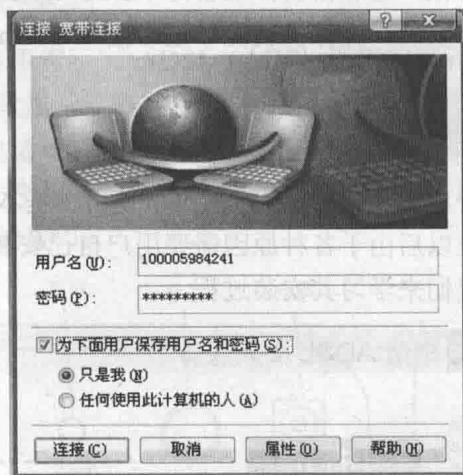 连接 宽带连接
用户名(U): 100005984241
密码(P): *********
为下面用户保存用户名和密码(S):
只是我(N)
任何使用此计算机的人(A)
连接(C) 取消 属性(O) 帮助(H)